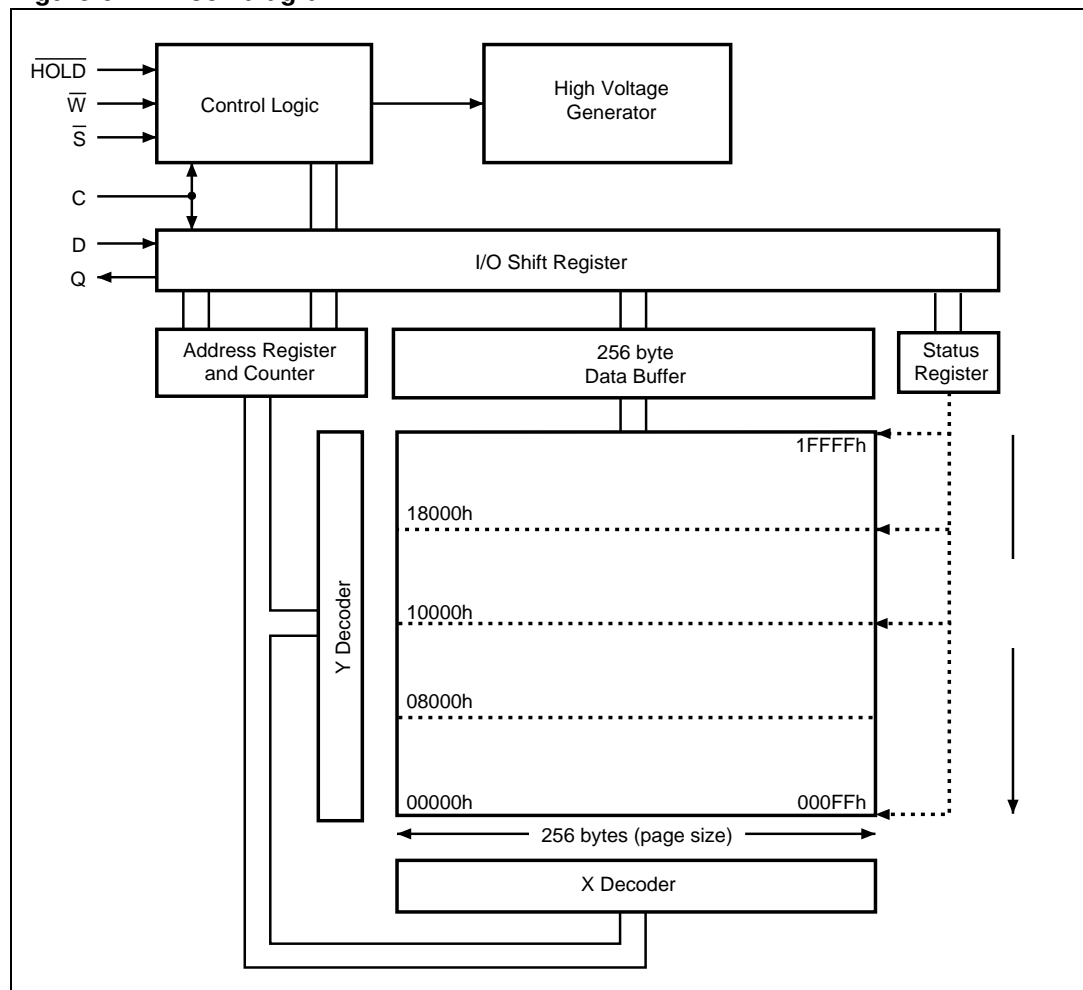 HOLD
W
S
C
D
Q
Control Logic
High Voltage
Generator
I/O Shift Register
Address Register
and Counter
256 byte
Data Buffer
Status
Register
1FFFFh
18000h
10000h
08000h
00000h
000FFh
Y Decoder
256 bytes (page size)
X Decoder